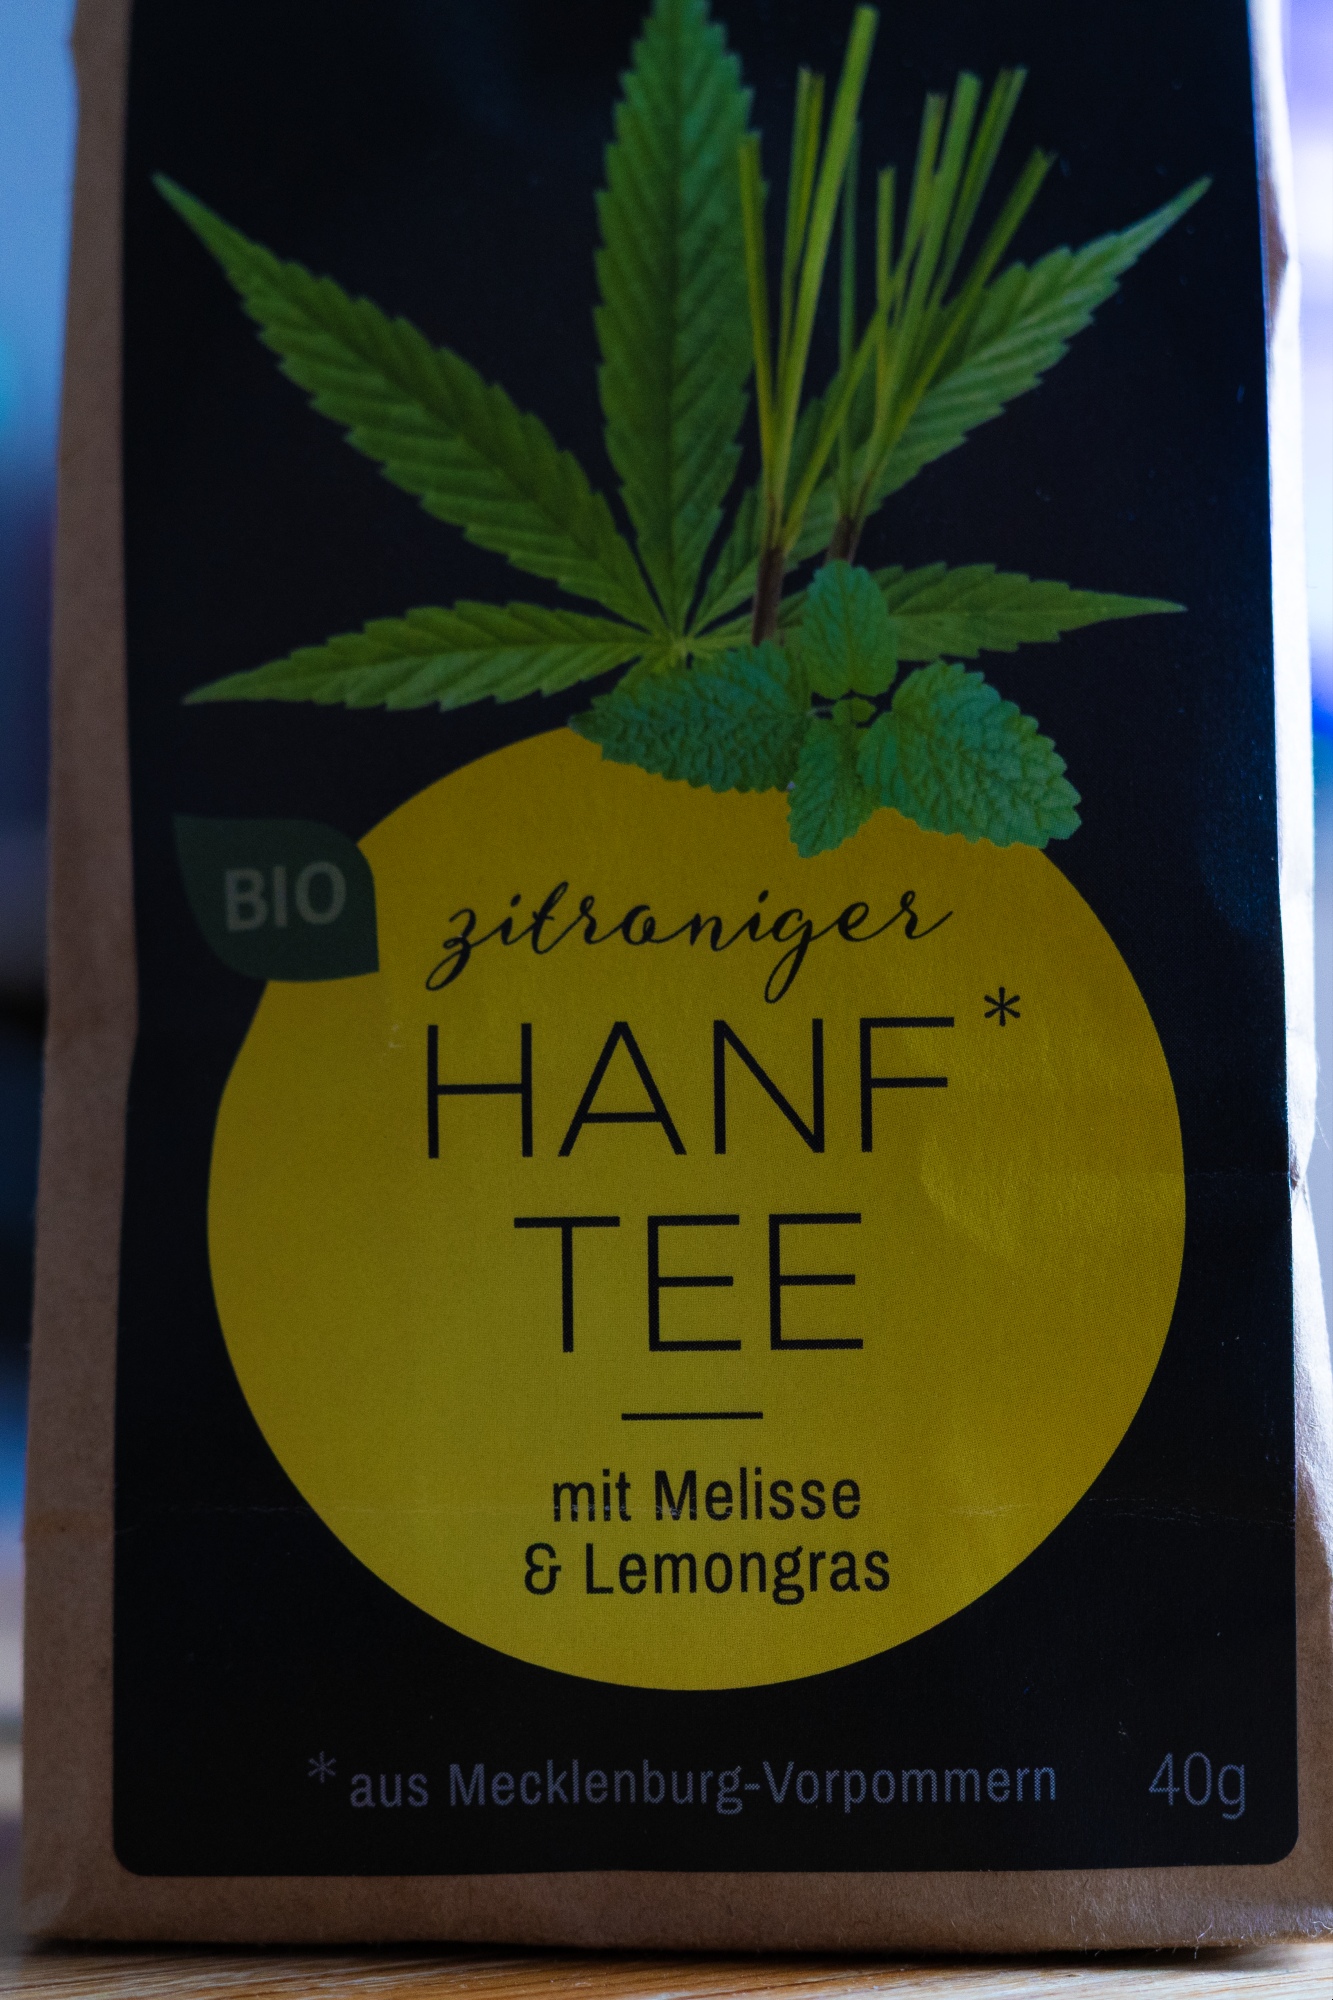 BIO
zitroniger
HANF*
TEE
mit Melisse
& Lemongras
* aus Mecklenburg-Vorpommern
40g